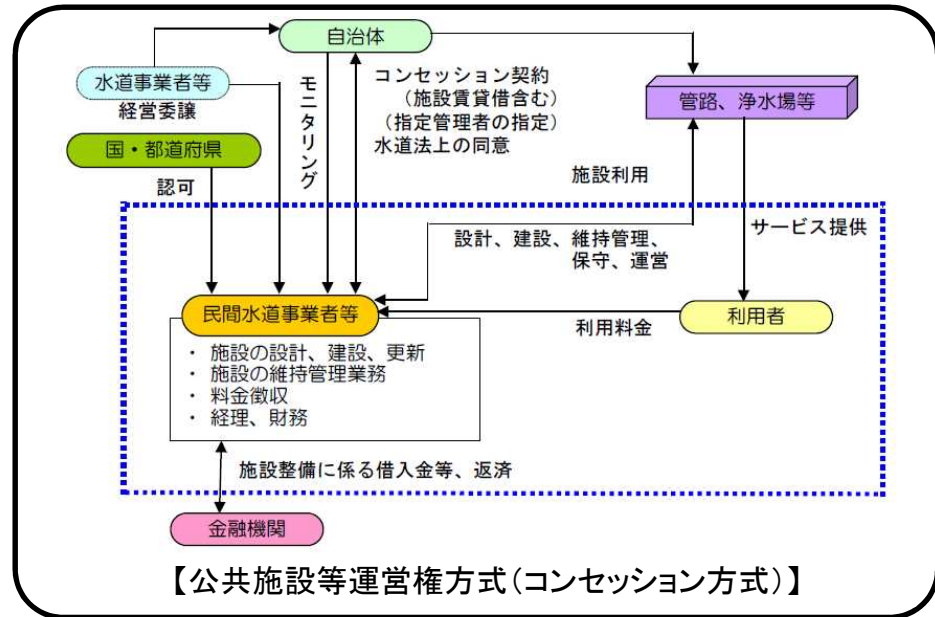 自治体
水道事業者等
経営委譲
国・都道府県
認可
モニタリング
コンセッション契約
（施設賃貸借含む）
（指定管理者の指定）
水道法上の同意
管路、浄水場等
施設利用
サービス提供
設計、建設、維持管理、
保守、運営
民間水道事業者等
利用料金
利用者
・ 施設の設計、建設、更新
・ 施設の維持管理業務
・ 料金徴収
・ 経理、財務
施設整備に係る借入金等、返済
金融機関
【公共施設等運営権方式（コンセッション方式）】